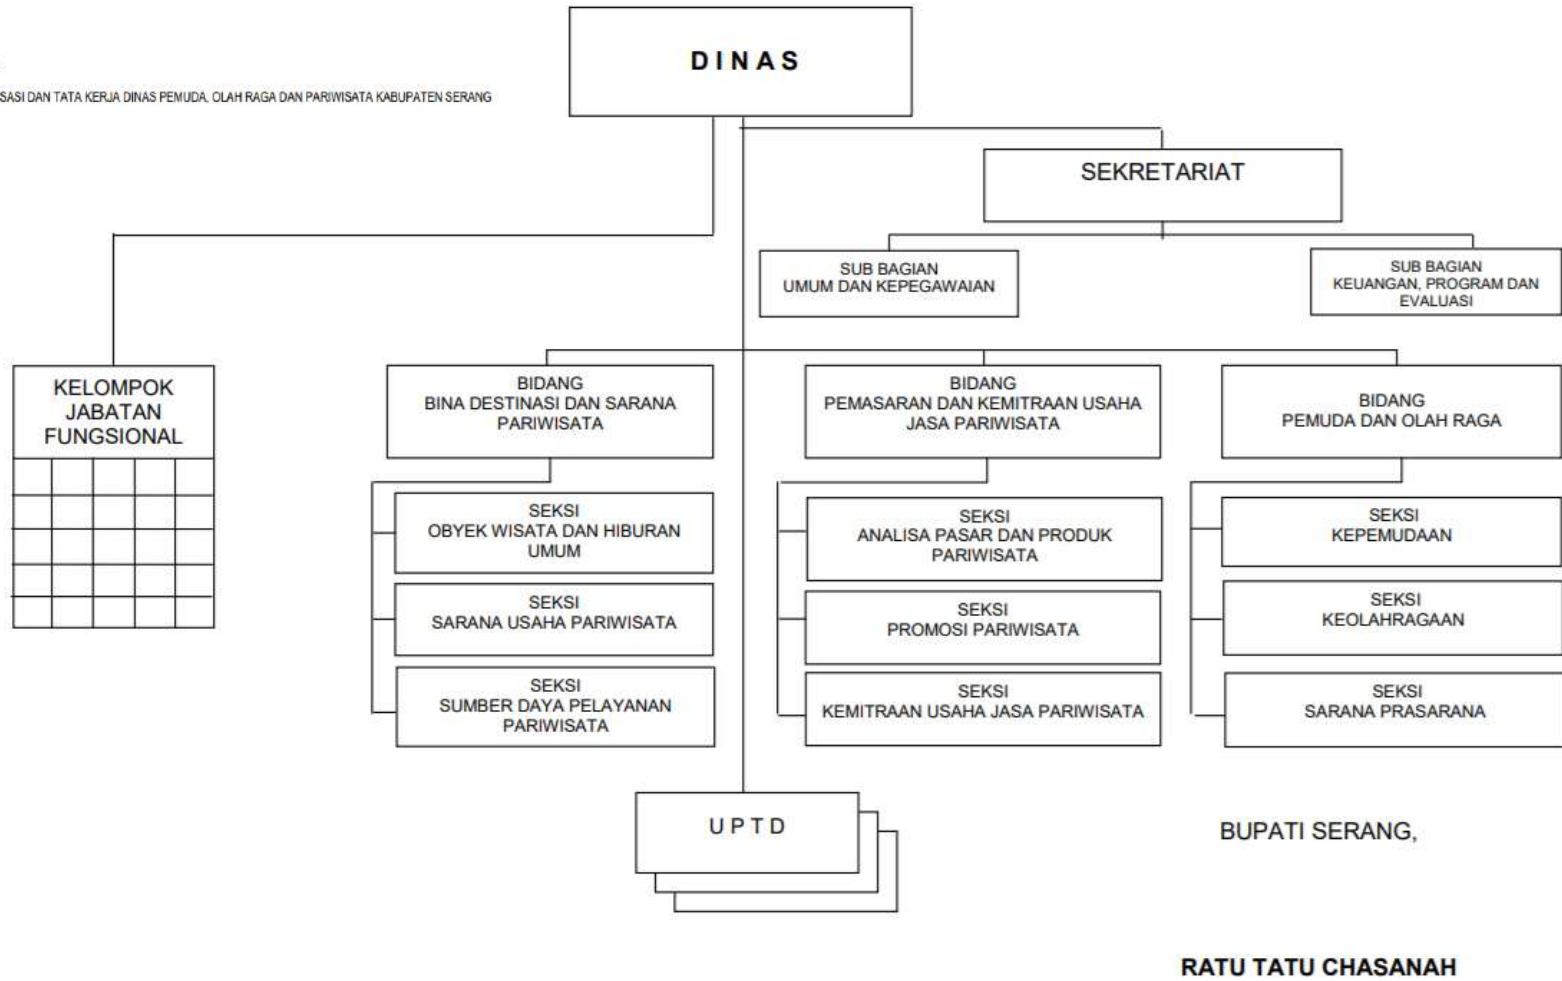 D I N A S
SASI DAN TATA KERJA DINAS PEMUDA, OLAH RAGA DAN PARIWISATA KABUPATEN SERANG
SEKRETARIAT
SUB BAGIAN
UMUM DAN KEPEGAWAIAN
SUB BAGIAN
KEUANGAN, PROGRAM DAN
EVALUASI
KELOMPOK
JABATAN
FUNGSIONAL
BIDANG
BINA DESTINASI DAN SARANA
PARIWISATA
BIDANG
PEMASARAN DAN KEMITRAAN USAHA
JASA PARIWISATA
BIDANG
PEMUDA DAN OLAH RAGA
SEKSI
OBYEK WISATA DAN HIBURAN
UMUM
SEKSI
SARANA USAHA PARIWISATA
SEKSI
SUMBER DAYA PELAYANAN
PARIWISATA
SEKSI
ANALISA PASAR DAN PRODUK
PARIWISATA
SEKSI
PROMOSI PARIWISATA
SEKSI
KEMITRAAN USAHA JASA PARIWISATA
SEKSI
KEPEMUDAAN
SEKSI
KEOLAHRAGAAN
SEKSI
SARANA PRASARANA
U P T D
BUPATI SERANG,
RATU TATU CHASANAH